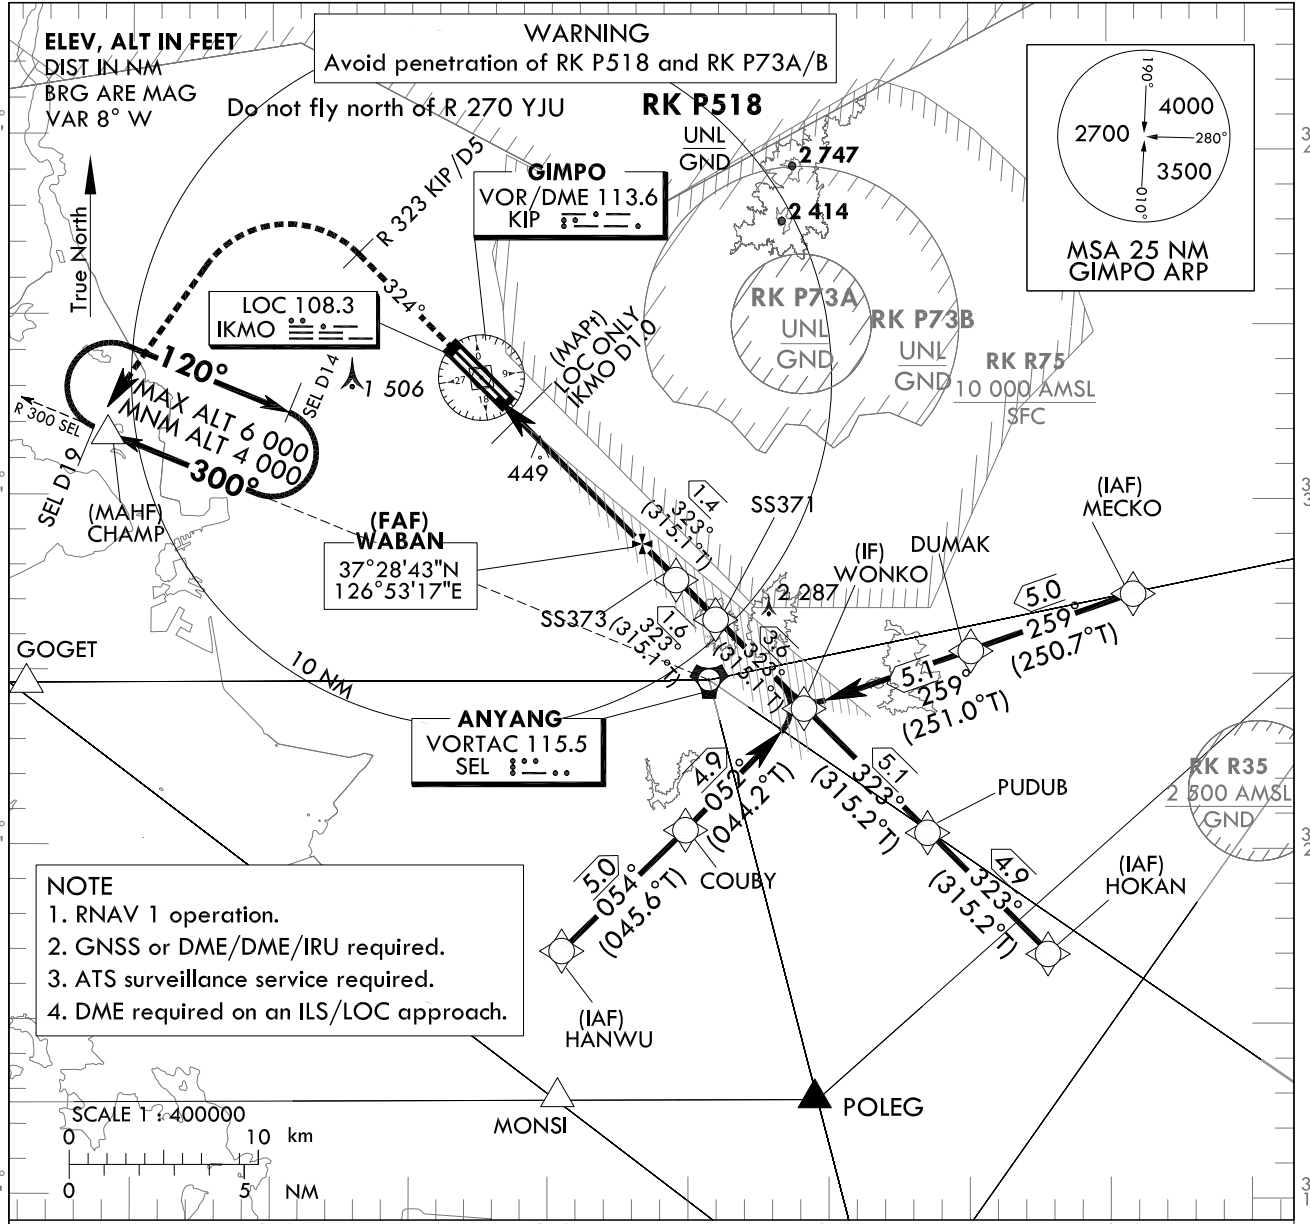 ELEV, ALT IN FEET
DIST IN NM
BRG ARE MAG
VAR 8° W
WARNING
Avoid penetration of RK P518 and RK P73A/B
Do not fly north of R 270 YJU
RK P518
UNL
GND
2 747
2 414
190°
4000
2700
280°
3500
010°
MSA 25 NM
GIMPO ARP
True North
R 323 KIP/D5
324°
GIMPO
VOR/DME 113.6
KIP
LOC 108.3
IKMO
(MAPt)
LOC ONLY
IKMO D1.0
0
9
18
27
RK P73A
UNL
GND
RK P73B
UNL
GND
RK R75
10 000 AMSL
SFC
120°
MAX ALT 6 000
MNM ALT 4 000
300°
SEL D14
1 506
R 300 SEL
SEL D19
(MAHF)
CHAMP
449
(FAF)
WABAN
37°28'43"N
126°53'17"E
1.4
323°
(315.1°T)
SS371
(IF)
WONKO
DUMAK
(IAF)
MECKO
2 287
SS373
1.6
323°
(315.1°T)
3.6
323°
(315.1°T)
5.0
259°
(250.7°T)
5.1
259°
(251.0°T)
GOGET
10 NM
ANYANG
VORTAC 115.5
SEL
4.9
052°
(044.2°T)
5.1
323°
(315.2°T)
PUDUB
RK R35
2 500 AMSL
GND
COUBY
5.0
054°
(045.6°T)
4.9
323°
(315.2°T)
(IAF)
HOKAN
NOTE
1. RNAV 1 operation.
2. GNSS or DME/DME/IRU required.
3. ATS surveillance service required.
4. DME required on an ILS/LOC approach.
(IAF)
HANWU
MONSI
POLEG
SCALE 1 : 400000
0 10 km
0 5 NM